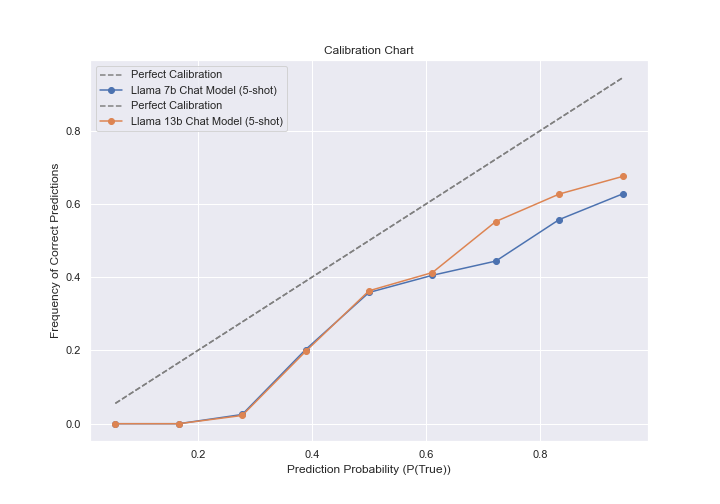 Calibration Chart
Perfect Calibration
Llama 7b Chat Model (5-shot)
Perfect Calibration
Llama 13b Chat Model (5-shot)
Frequency of Correct Predictions
0.8
0.6
0.4
0.2
0.0
0.2 0.4 0.6 0.8
Prediction Probability (P(True))